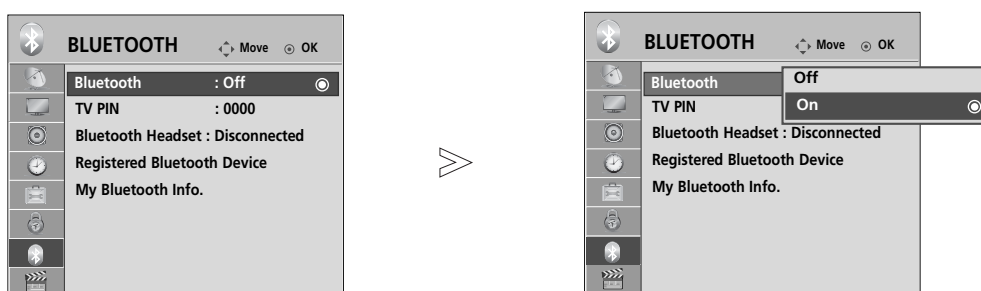 BLUETOOTH Move OK
Bluetooth : Off
TV PIN : 0000
Bluetooth Headset : Disconnected
Registered Bluetooth Device
My Bluetooth Info.
BLUETOOTH Move OK
Bluetooth
Off
On
TV PIN
Bluetooth Headset : Disconnected
Registered Bluetooth Device
My Bluetooth Info.